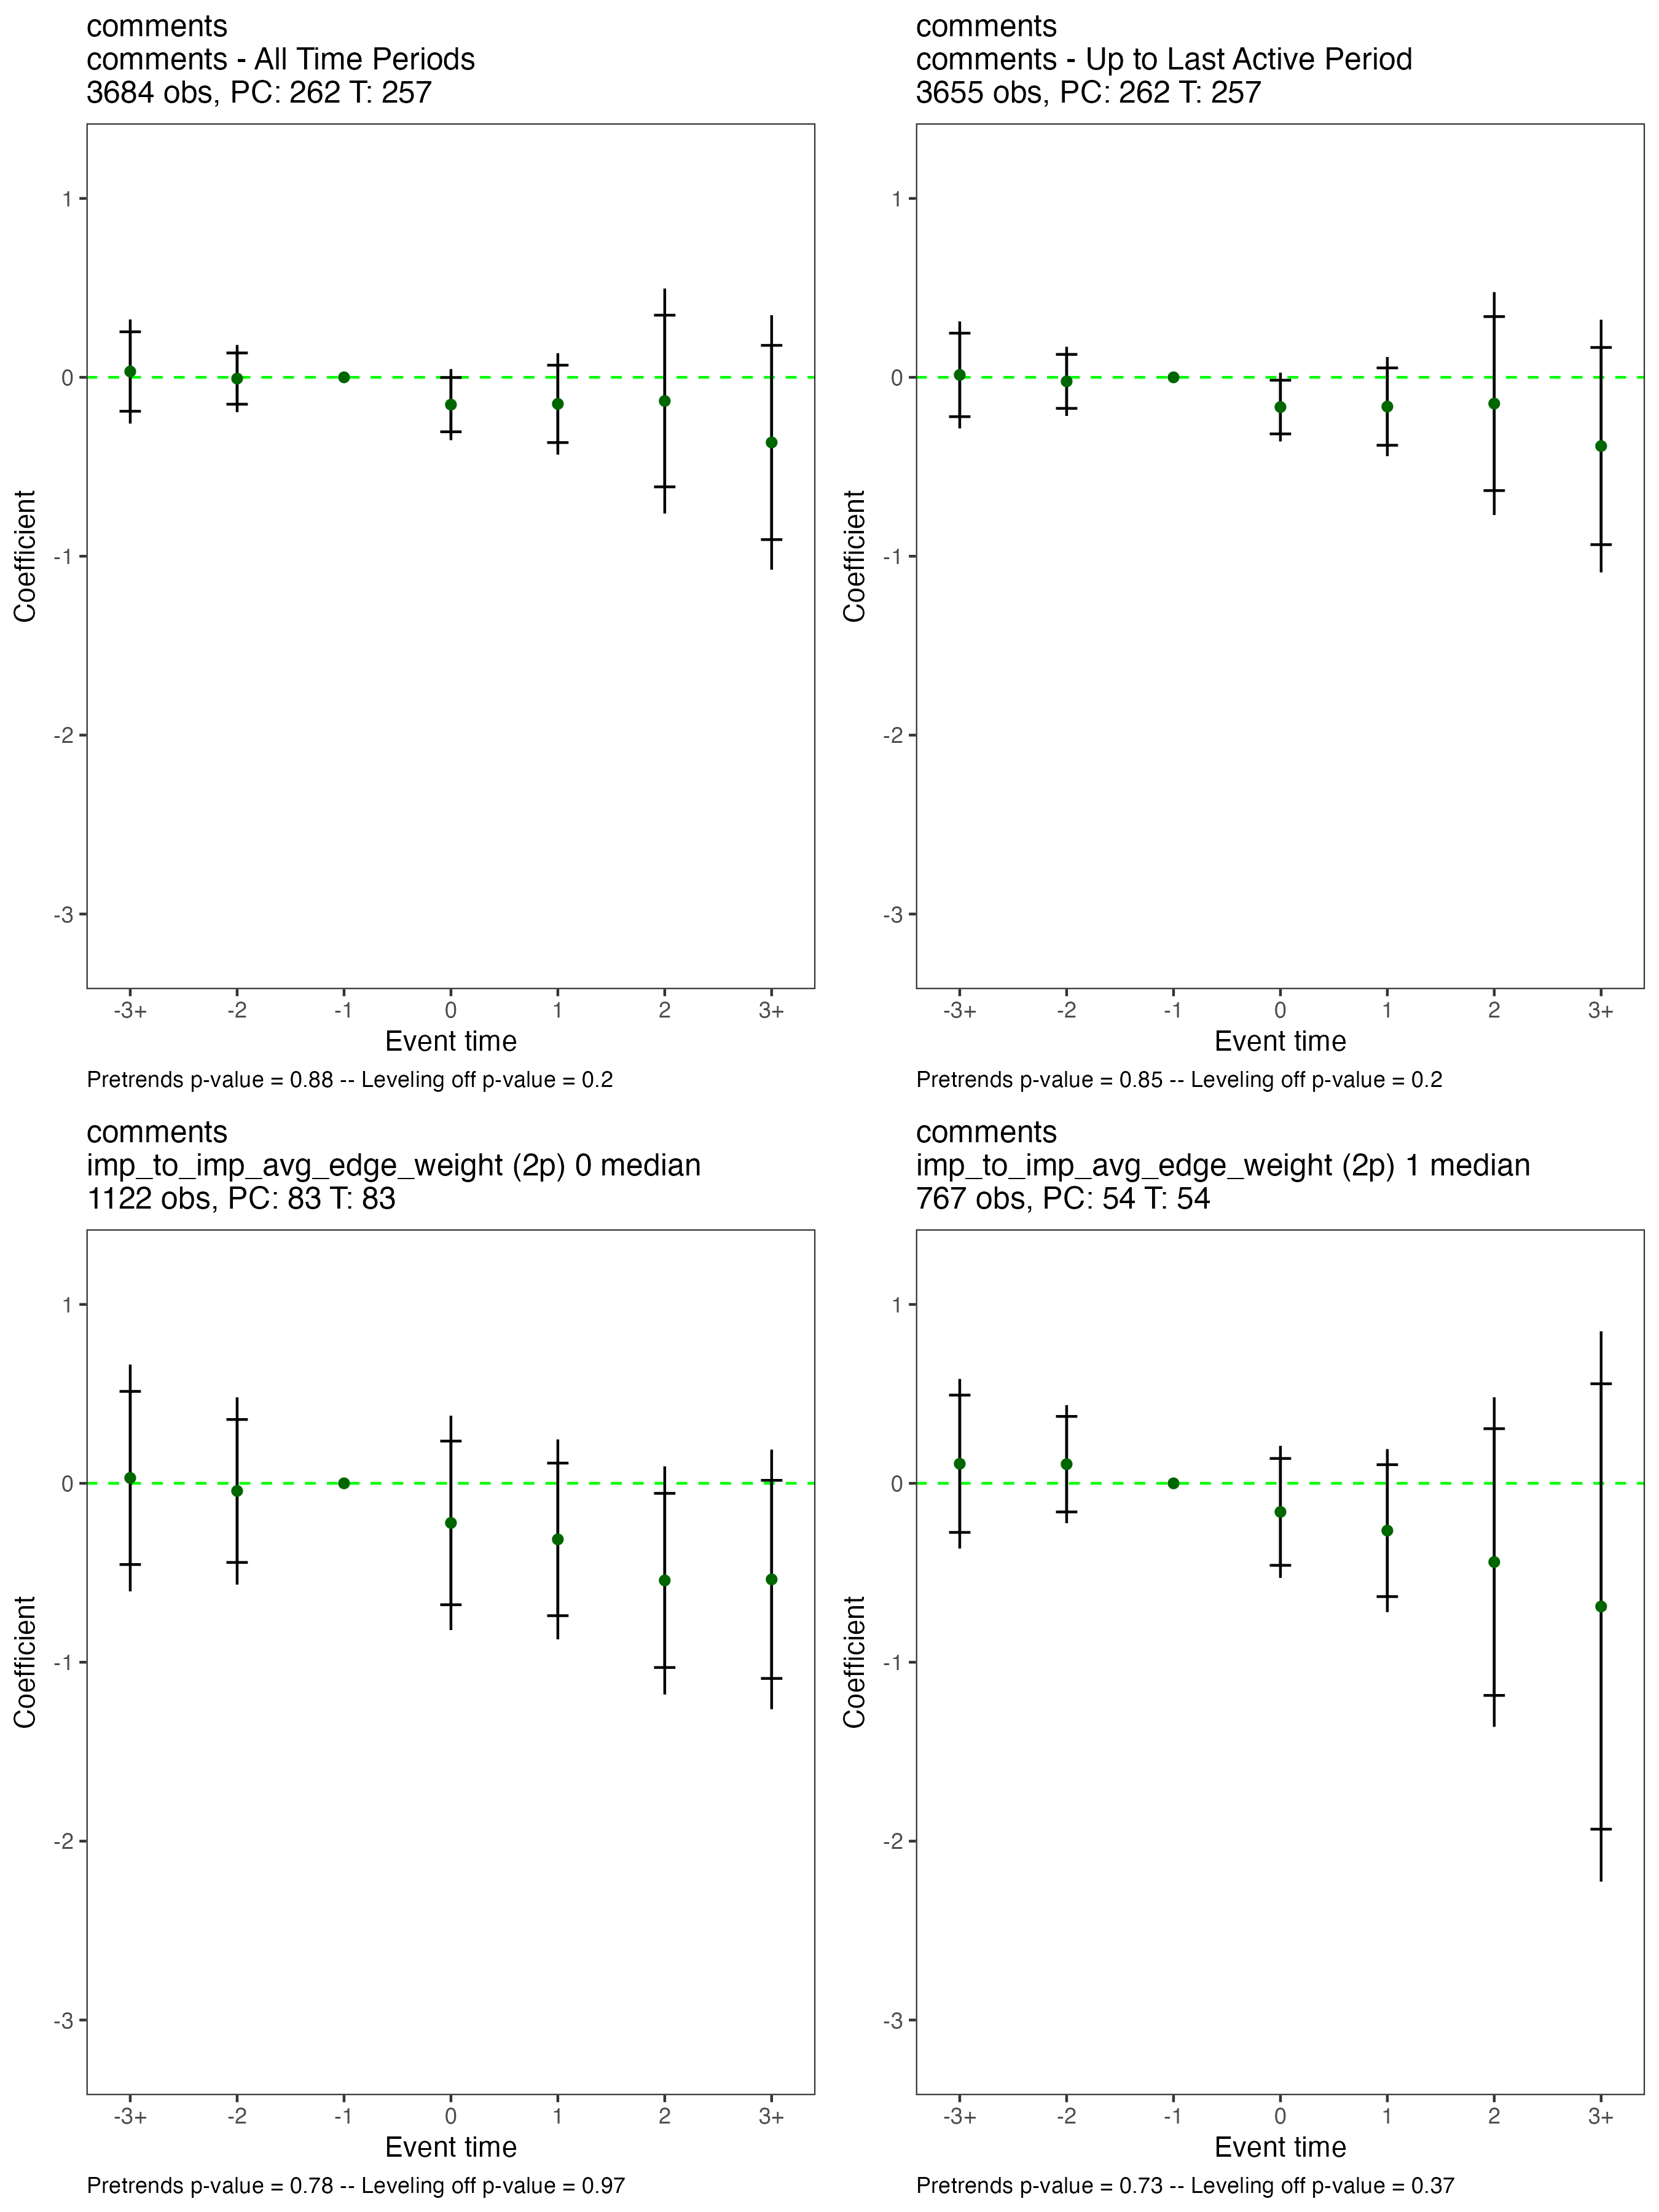 comments
comments - All Time Periods
3684 obs, PC: 262 T: 257
Coefficient
1
0
-1
-2
-3
-3+ -2 -1 0 1 2 3+
Event time
Pretrends p-value = 0.88 -- Leveling off p-value = 0.2
comments
comments - Up to Last Active Period
3655 obs, PC: 262 T: 257
Coefficient
1
0
-1
-2
-3
-3+ -2 -1 0 1 2 3+
Event time
Pretrends p-value = 0.85 -- Leveling off p-value = 0.2
comments
imp_to_imp_avg_edge_weight (2p) 0 median
1122 obs, PC: 83 T: 83
Coefficient
1
0
-1
-2
-3
-3+ -2 -1 0 1 2 3+
Event time
Pretrends p-value = 0.78 -- Leveling off p-value = 0.97
comments
imp_to_imp_avg_edge_weight (2p) 1 median
767 obs, PC: 54 T: 54
Coefficient
1
0
-1
-2
-3
-3+ -2 -1 0 1 2 3+
Event time
Pretrends p-value = 0.73 -- Leveling off p-value = 0.37